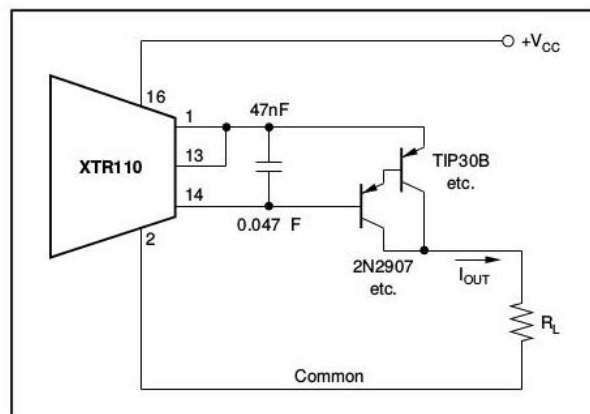 +VCC
16
1
47nF
XTR110
13
TIP30B
etc.
14
0.047 F
2
2N2907
etc.
IOUT
RL
Common